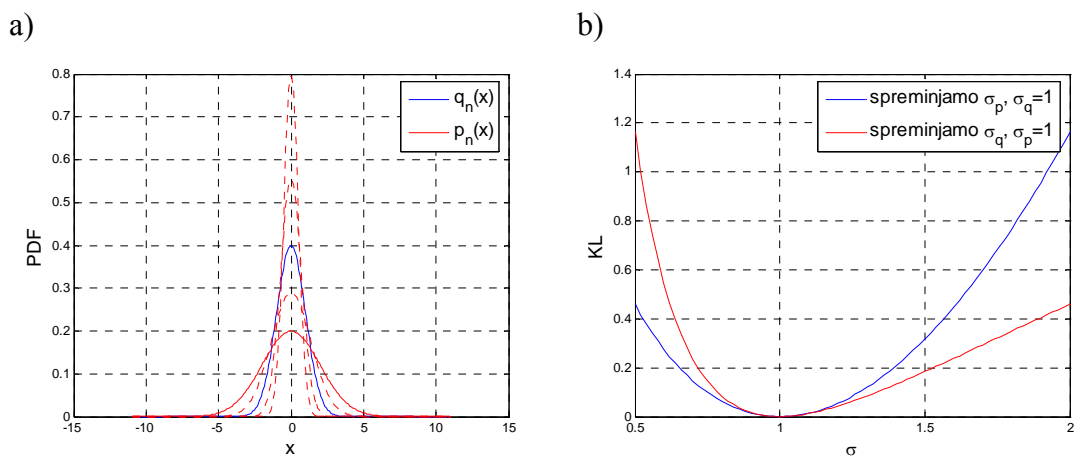 a)
PDF
0.8
0.7
0.6
0.5
0.4
0.3
0.2
0.1
0
-15
-10
-5
0
5
10
15
x
q_n(x)
p_n(x)
b)
KL
1.4
1.2
1
0.8
0.6
0.4
0.2
0
0.5
1
1.5
2
σ
spreminjamo σ_p, σ_q=1
spreminjamo σ_q, σ_p=1